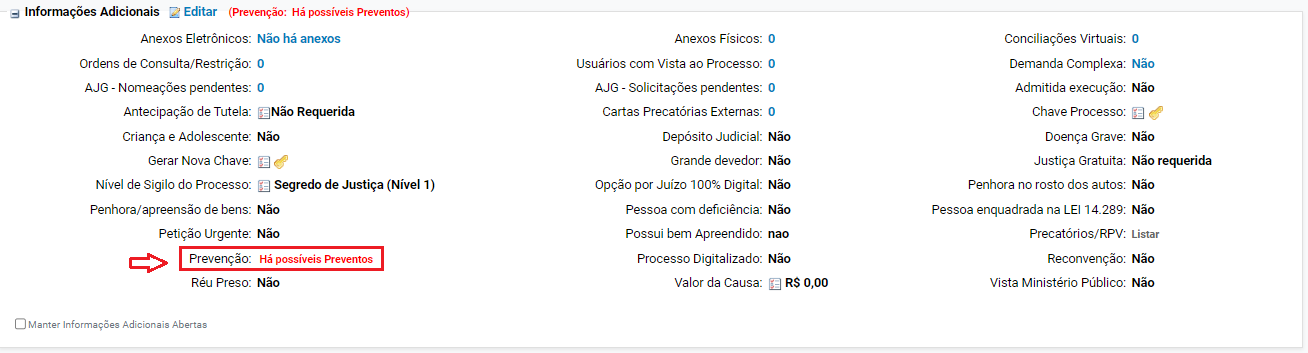 Informações Adicionais Editar (Prevenção: Há possíveis Preventos)
Anexos Eletrônicos: Não há anexos Anexos Físicos: 0 Conciliações Virtuais: 0
Ordens de Consulta/Restrição: 0 Usuários com Vista ao Processo: 0 Demanda Complexa: Não
AJG - Nomeações pendentes: 0 AJG - Solicitações pendentes: 0 Admitida execução: Não
Antecipação de Tutela: Não Requerida Cartas Precatórias Externas: 0 Chave Processo:
Criança e Adolescente: Não Depósito Judicial: Não Doença Grave: Não
Gerar Nova Chave: Grande devedor: Não Justiça Gratuita: Não requerida
Nível de Sigilo do Processo: Segredo de Justiça (Nível 1) Opção por Juízo 100% Digital: Não Penhora no rosto dos autos: Não
Penhora/apreensão de bens: Não Pessoa com deficiência: Não Pessoa enquadrada na LEI 14.289: Não
Petição Urgente: Não Possui bem Apreendido: nao Precatórios/RPV: Listar
Prevenção: Há possíveis Preventos Processo Digitalizado: Não Reconvenção: Não
Réu Preso: Não Valor da Causa: R$ 0,00 Vista Ministério Público: Não
Manter Informações Adicionais Abertas